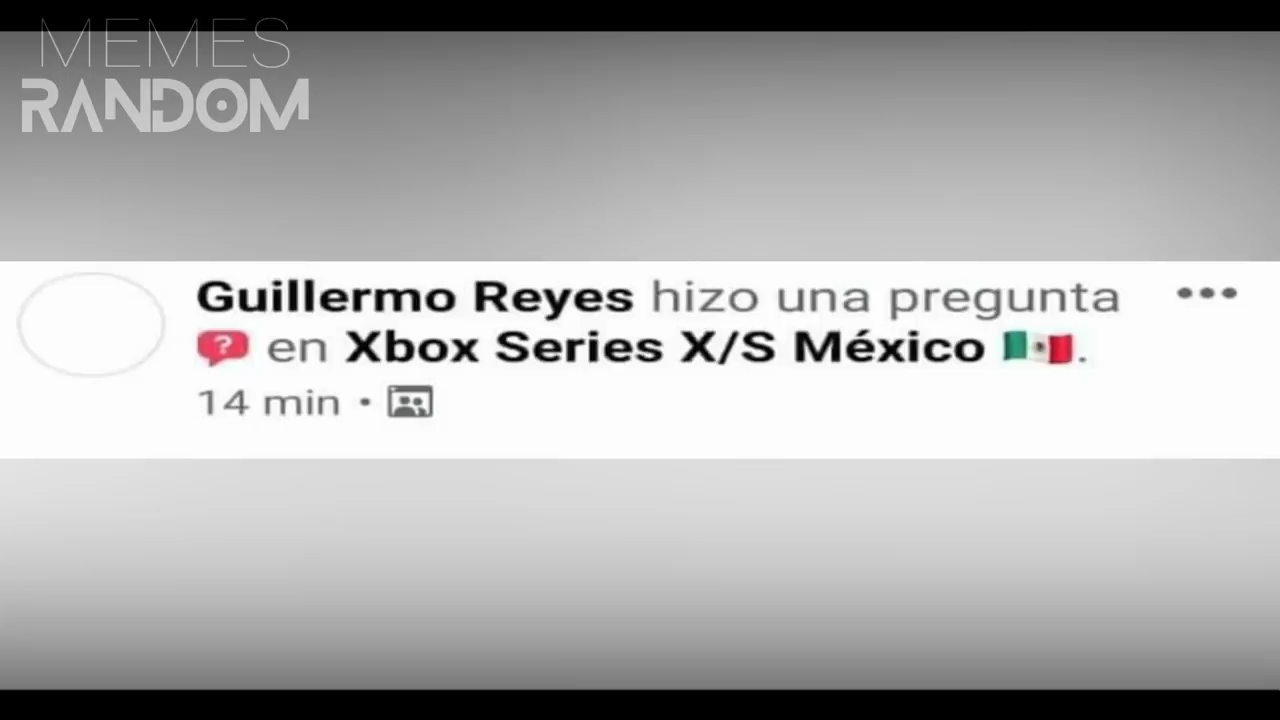 MEMES
RANDOM
Guillermo Reyes hizo una pregunta
en Xbox Series X/S México 🇲🇽.
14 min •